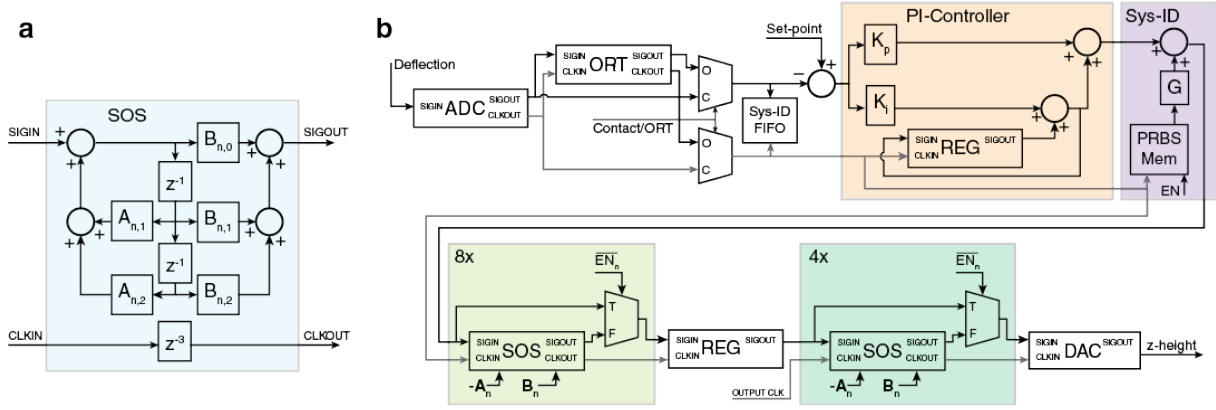 a
SOS
SIGIN
SIGOUT
+
+
+
B_{n,0}
z^{-1}
+
+
A_{n,1}
B_{n,1}
+
+
+
z^{-1}
A_{n,2}
B_{n,2}
CLKIN
z^{-3}
CLKOUT
b
Deflection
SIGIN ADC SIGOUT
CLKOUT
SIGIN ORT SIGOUT
CLKIN CLKOUT
O
C
Contact/ORT
O
C
Set-point
Sys-ID
FIFO
−
+
PI-Controller
K_p
K_i
+
+
+
+
SIGIN REG SIGOUT
CLKIN
Sys-ID
+
+
G
PRBS
Mem
EN
8x
EN_n
T
F
SIGIN SOS SIGOUT
CLKIN CLKOUT
-A_n B_n
SIGIN REG SIGOUT
CLKIN
OUTPUT CLK
4x
EN_n
T
F
SIGIN SOS SIGOUT
CLKIN CLKOUT
-A_n B_n
SIGIN DAC SIGOUT
CLKIN
z-height